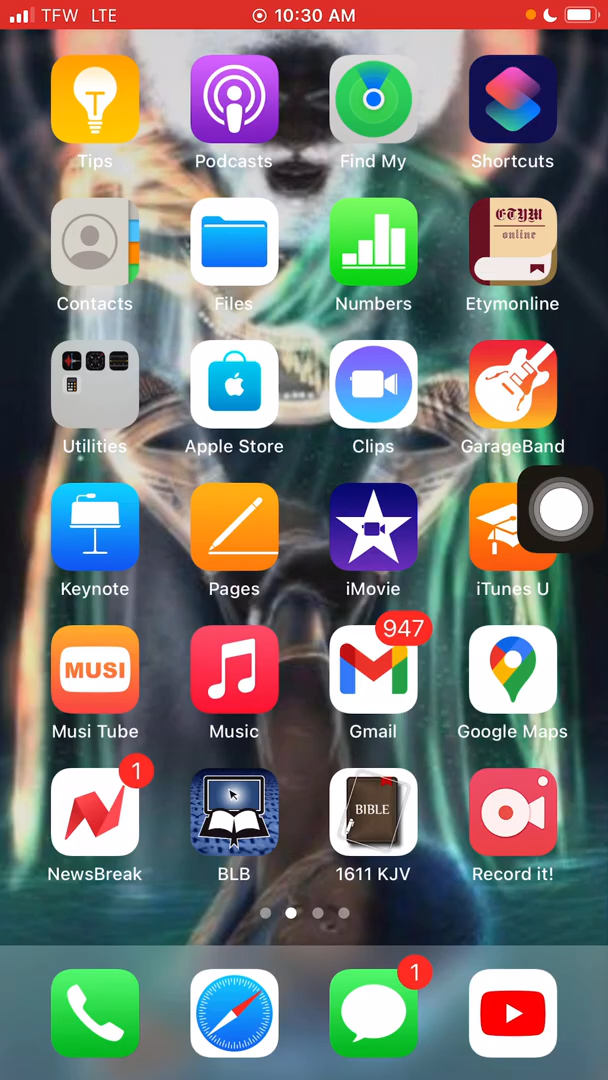 TFW LTE 10:30 AM
Tips Podcasts Find My Shortcuts
ETYM
online
Contacts Files Numbers Etymonline
Utilities Apple Store Clips GarageBand
Keynote Pages iMovie iTunes U
947
MUSI
Musi Tube Music Gmail Google Maps
1
BIBLE
NewsBreak BLB 1611 KJV Record it!
1